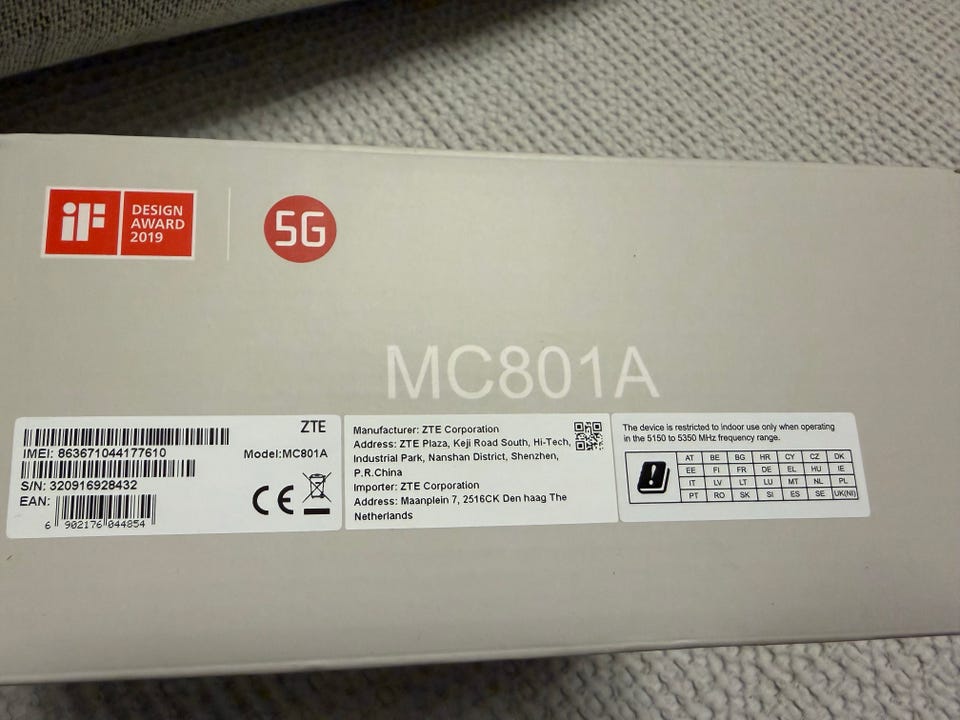 iF DESIGN
AWARD
2019
5G
MC801A
ZTE
IMEI: 863671044177610
Model:MC801A
S/N: 320916928432
EAN:
6 902176 044854
CE
Manufacturer: ZTE Corporation
Address: ZTE Plaza, Keji Road South, Hi-Tech,
Industrial Park, Nanshan District, Shenzhen,
P.R.China
Importer: ZTE Corporation
Address: Maanplein 7, 2516CK Den haag The
Netherlands
The device is restricted to indoor use only when operating
in the 5150 to 5350 MHz frequency range.
AT BE BG HR CY CZ DK
EE FI FR DE EL HU IE
IT LV LT LU MT NL PL
PT RO SK SI ES SE UK(NI)